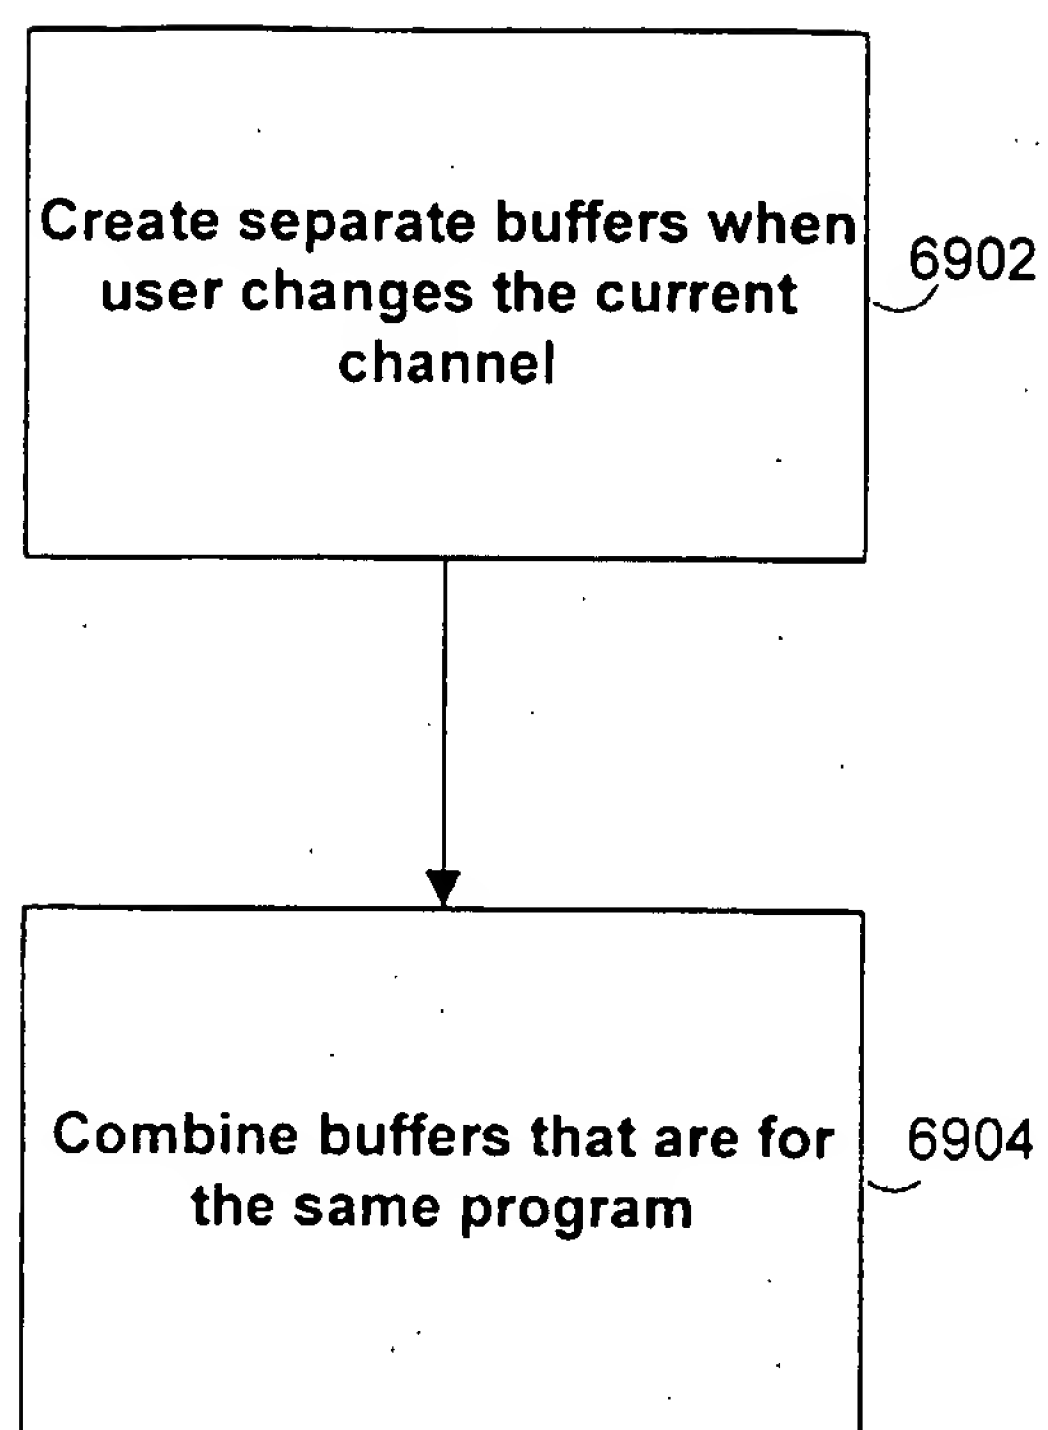 Create separate buffers when
user changes the current
channel
6902
Combine buffers that are for
the same program
6904